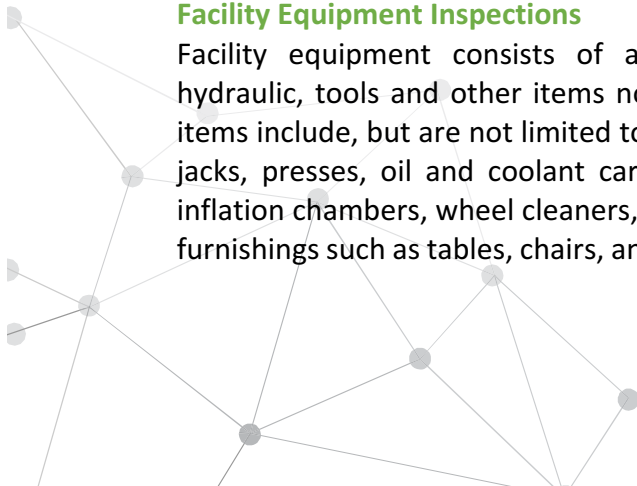 Facility Equipment Inspections
Facility equipment consists of a
hydraulic, tools and other items
items include, but are not limited
jacks, presses, oil and coolant
inflation chambers, wheel cleaners,
furnishings such as tables, chairs,